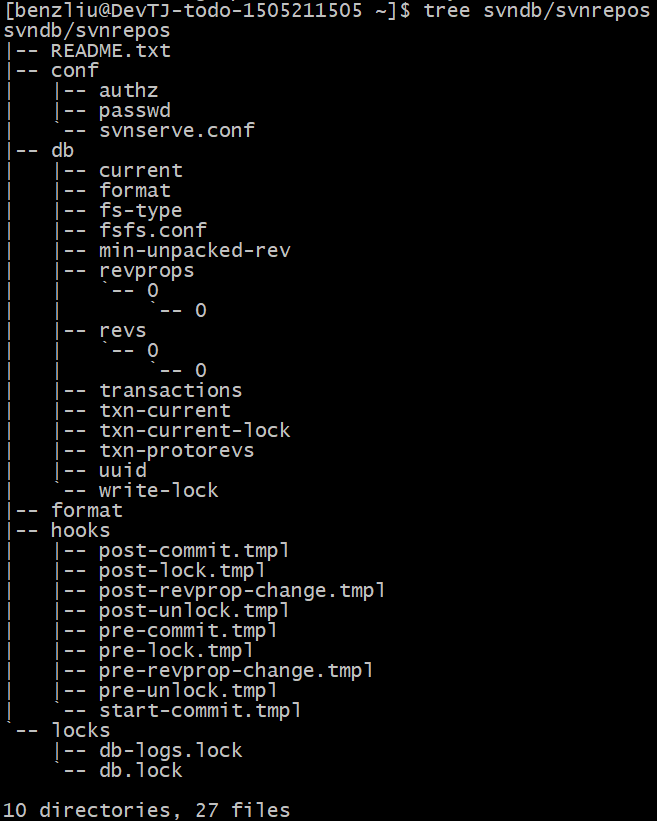 [benzliu@DevTJ-todo-1505211505 ~]$ tree svndb/svnrepos
svndb/svnrepos
|-- README.txt
|-- conf
|   |-- authz
|   |-- passwd
|   `-- svnserve.conf
|-- db
|   |-- current
|   |-- format
|   |-- fs-type
|   |-- fsfs.conf
|   |-- min-unpacked-rev
|   |-- revprops
|   |   `-- 0
|   |       `-- 0
|   |-- revs
|   |   `-- 0
|   |       `-- 0
|   |-- transactions
|   |-- txn-current
|   |-- txn-current-lock
|   |-- txn-protorevs
|   |-- uuid
|   `-- write-lock
|-- format
|-- hooks
|   |-- post-commit.tmpl
|   |-- post-lock.tmpl
|   |-- post-revprop-change.tmpl
|   |-- post-unlock.tmpl
|   |-- pre-commit.tmpl
|   |-- pre-lock.tmpl
|   |-- pre-revprop-change.tmpl
|   |-- pre-unlock.tmpl
|   `-- start-commit.tmpl
`-- locks
    |-- db-logs.lock
    `-- db.lock

10 directories, 27 files